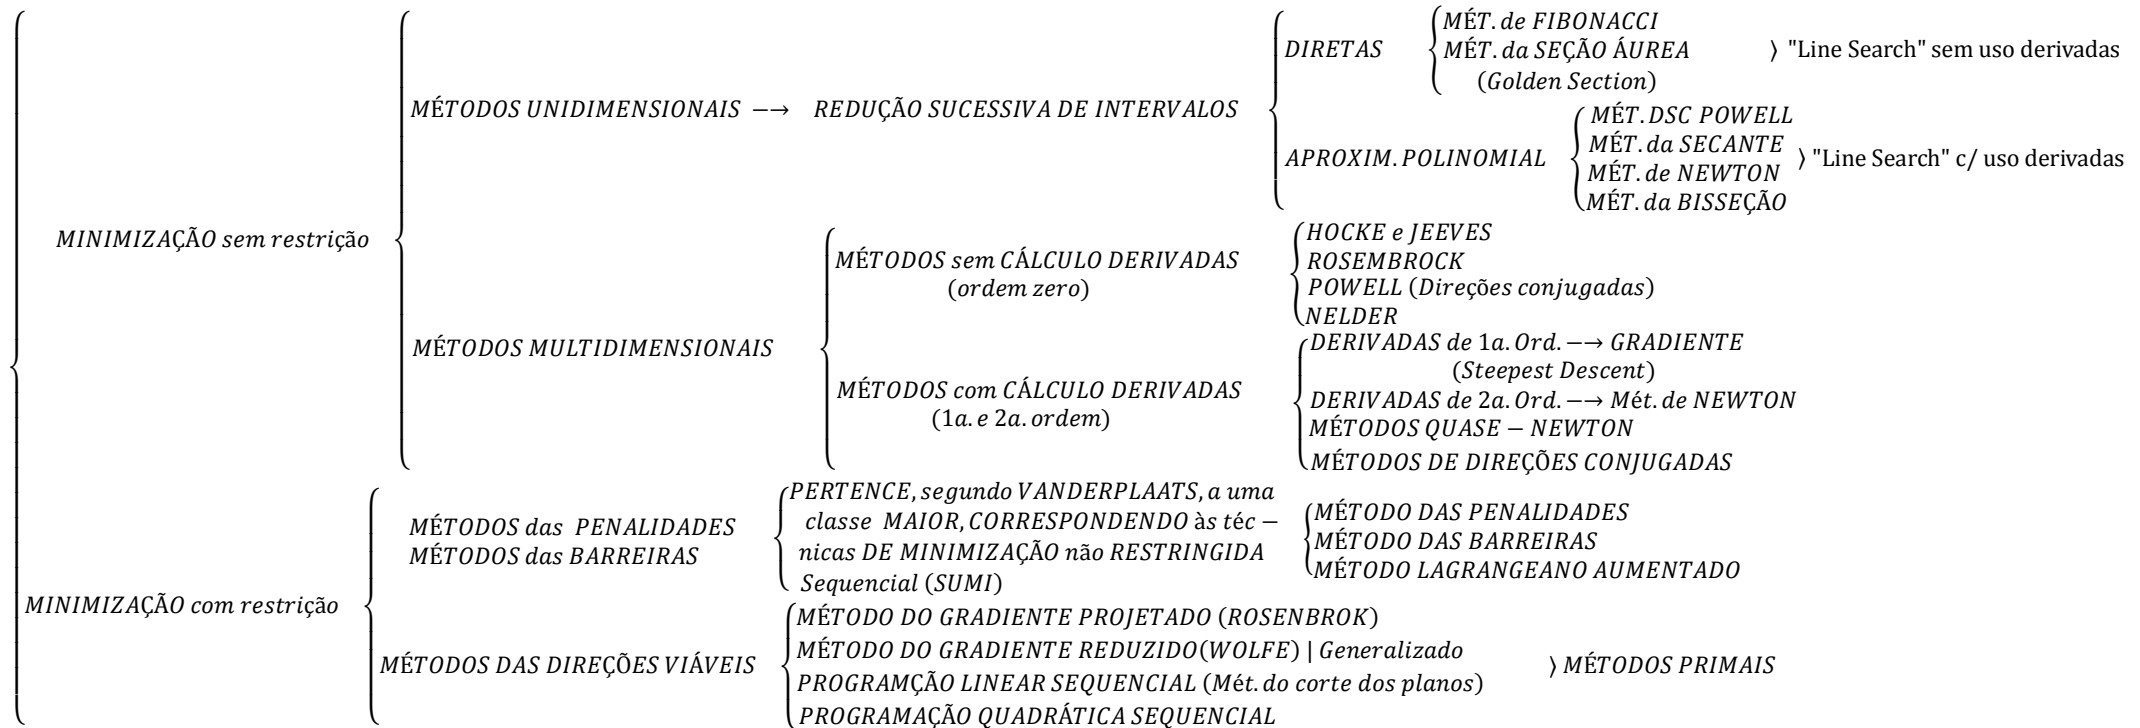 MINIMIZAÇÃO sem restrição
MÉTODOS UNIDIMENSIONAIS ⟶ REDUÇÃO SUCESSIVA DE INTERVALOS
DIRETAS
MÉT. de FIBONACCI
MÉT. da SEÇÃO ÁUREA
(Golden Section)
⟩ "Line Search" sem uso derivadas
APROXIM. POLINOMIAL
MÉT. DSC POWELL
MÉT. da SECANTE
MÉT. de NEWTON
MÉT. da BISSEÇÃO
⟩ "Line Search" c/ uso derivadas
MÉTODOS MULTIDIMENSIONAIS
MÉTODOS sem CÁLCULO DERIVADAS
(ordem zero)
HOCKE e JEEVES
ROSEMBROCK
POWELL (Direções conjugadas)
NELDER
MÉTODOS com CÁLCULO DERIVADAS
(1a. e 2a. ordem)
DERIVADAS de 1a. Ord. ⟶ GRADIENTE
(Steepest Descent)
DERIVADAS de 2a. Ord. ⟶ Mét. de NEWTON
MÉTODOS QUASE − NEWTON
MÉTODOS DE DIREÇÕES CONJUGADAS
MINIMIZAÇÃO com restrição
MÉTODOS das PENALIDADES
MÉTODOS das BARREIRAS
PERTENCE, segundo VANDERPLAATS, a uma
classe MAIOR, CORRESPONDENDO às téc −
nicas DE MINIMIZAÇÃO não RESTRINGIDA
Sequencial (SUMI)
MÉTODO DAS PENALIDADES
MÉTODO DAS BARREIRAS
MÉTODO LAGRANGEANO AUMENTADO
MÉTODOS DAS DIREÇÕES VIÁVEIS
MÉTODO DO GRADIENTE PROJETADO (ROSENBROK)
MÉTODO DO GRADIENTE REDUZIDO(WOLFE) | Generalizado
PROGRAMÇÃO LINEAR SEQUENCIAL (Mét. do corte dos planos)
PROGRAMAÇÃO QUADRÁTICA SEQUENCIAL
⟩ MÉTODOS PRIMAIS